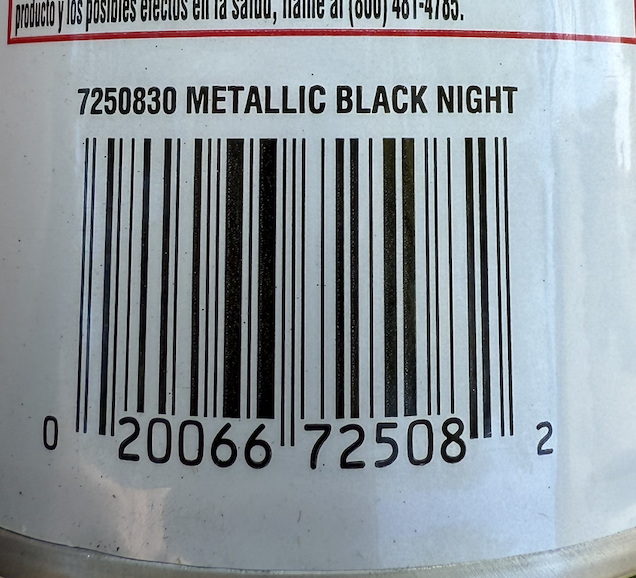 producto y los posibles efectos en la salud, llame al (800) 481-4785.
7250830 METALLIC BLACK NIGHT
0 20066 72508 2